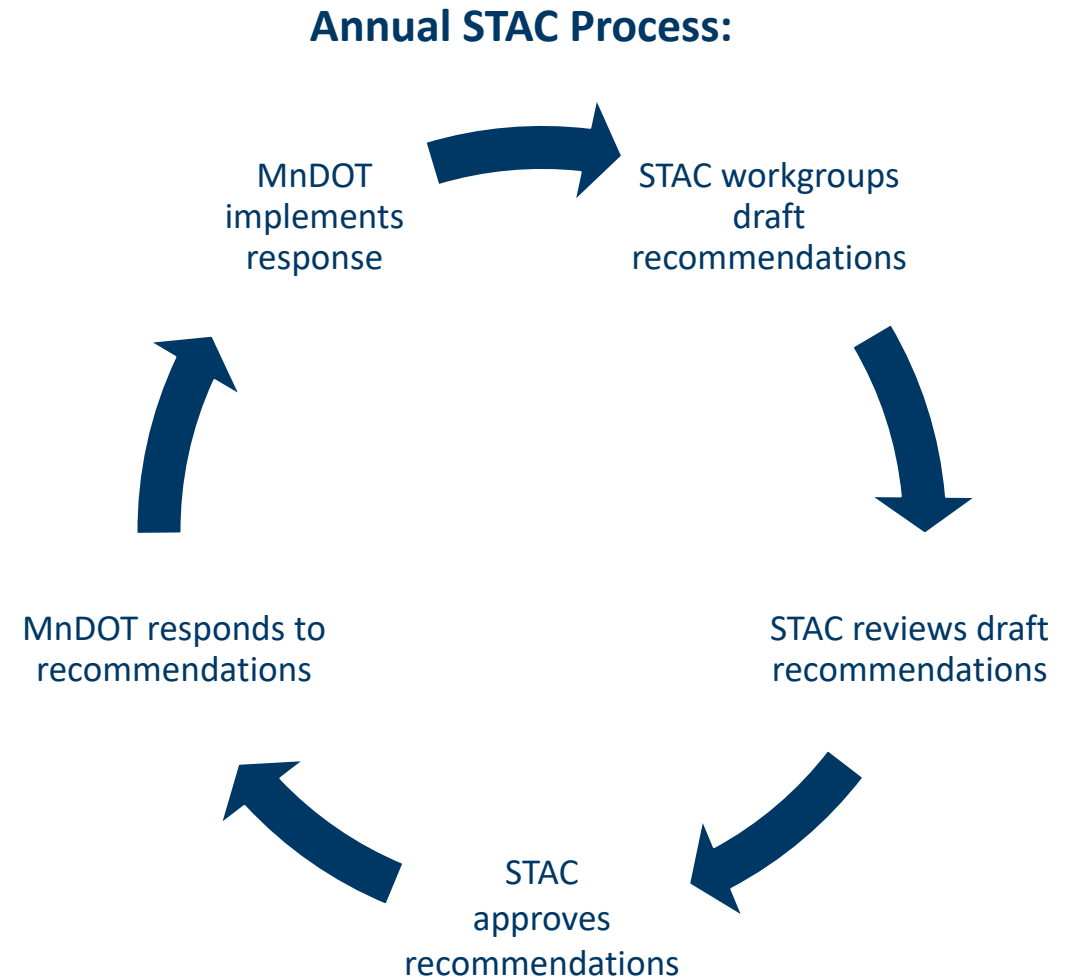 Annual STAC Process:
MnDOT
implements
response
STAC workgroups
draft
recommendations
STAC reviews draft
recommendations
STAC
approves
recommendations
MnDOT responds to
recommendations